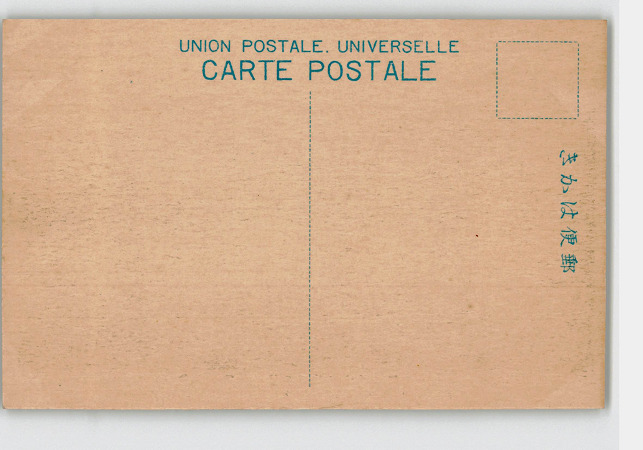 UNION POSTALE. UNIVERSELLE
CARTE POSTALE
きかは便郵